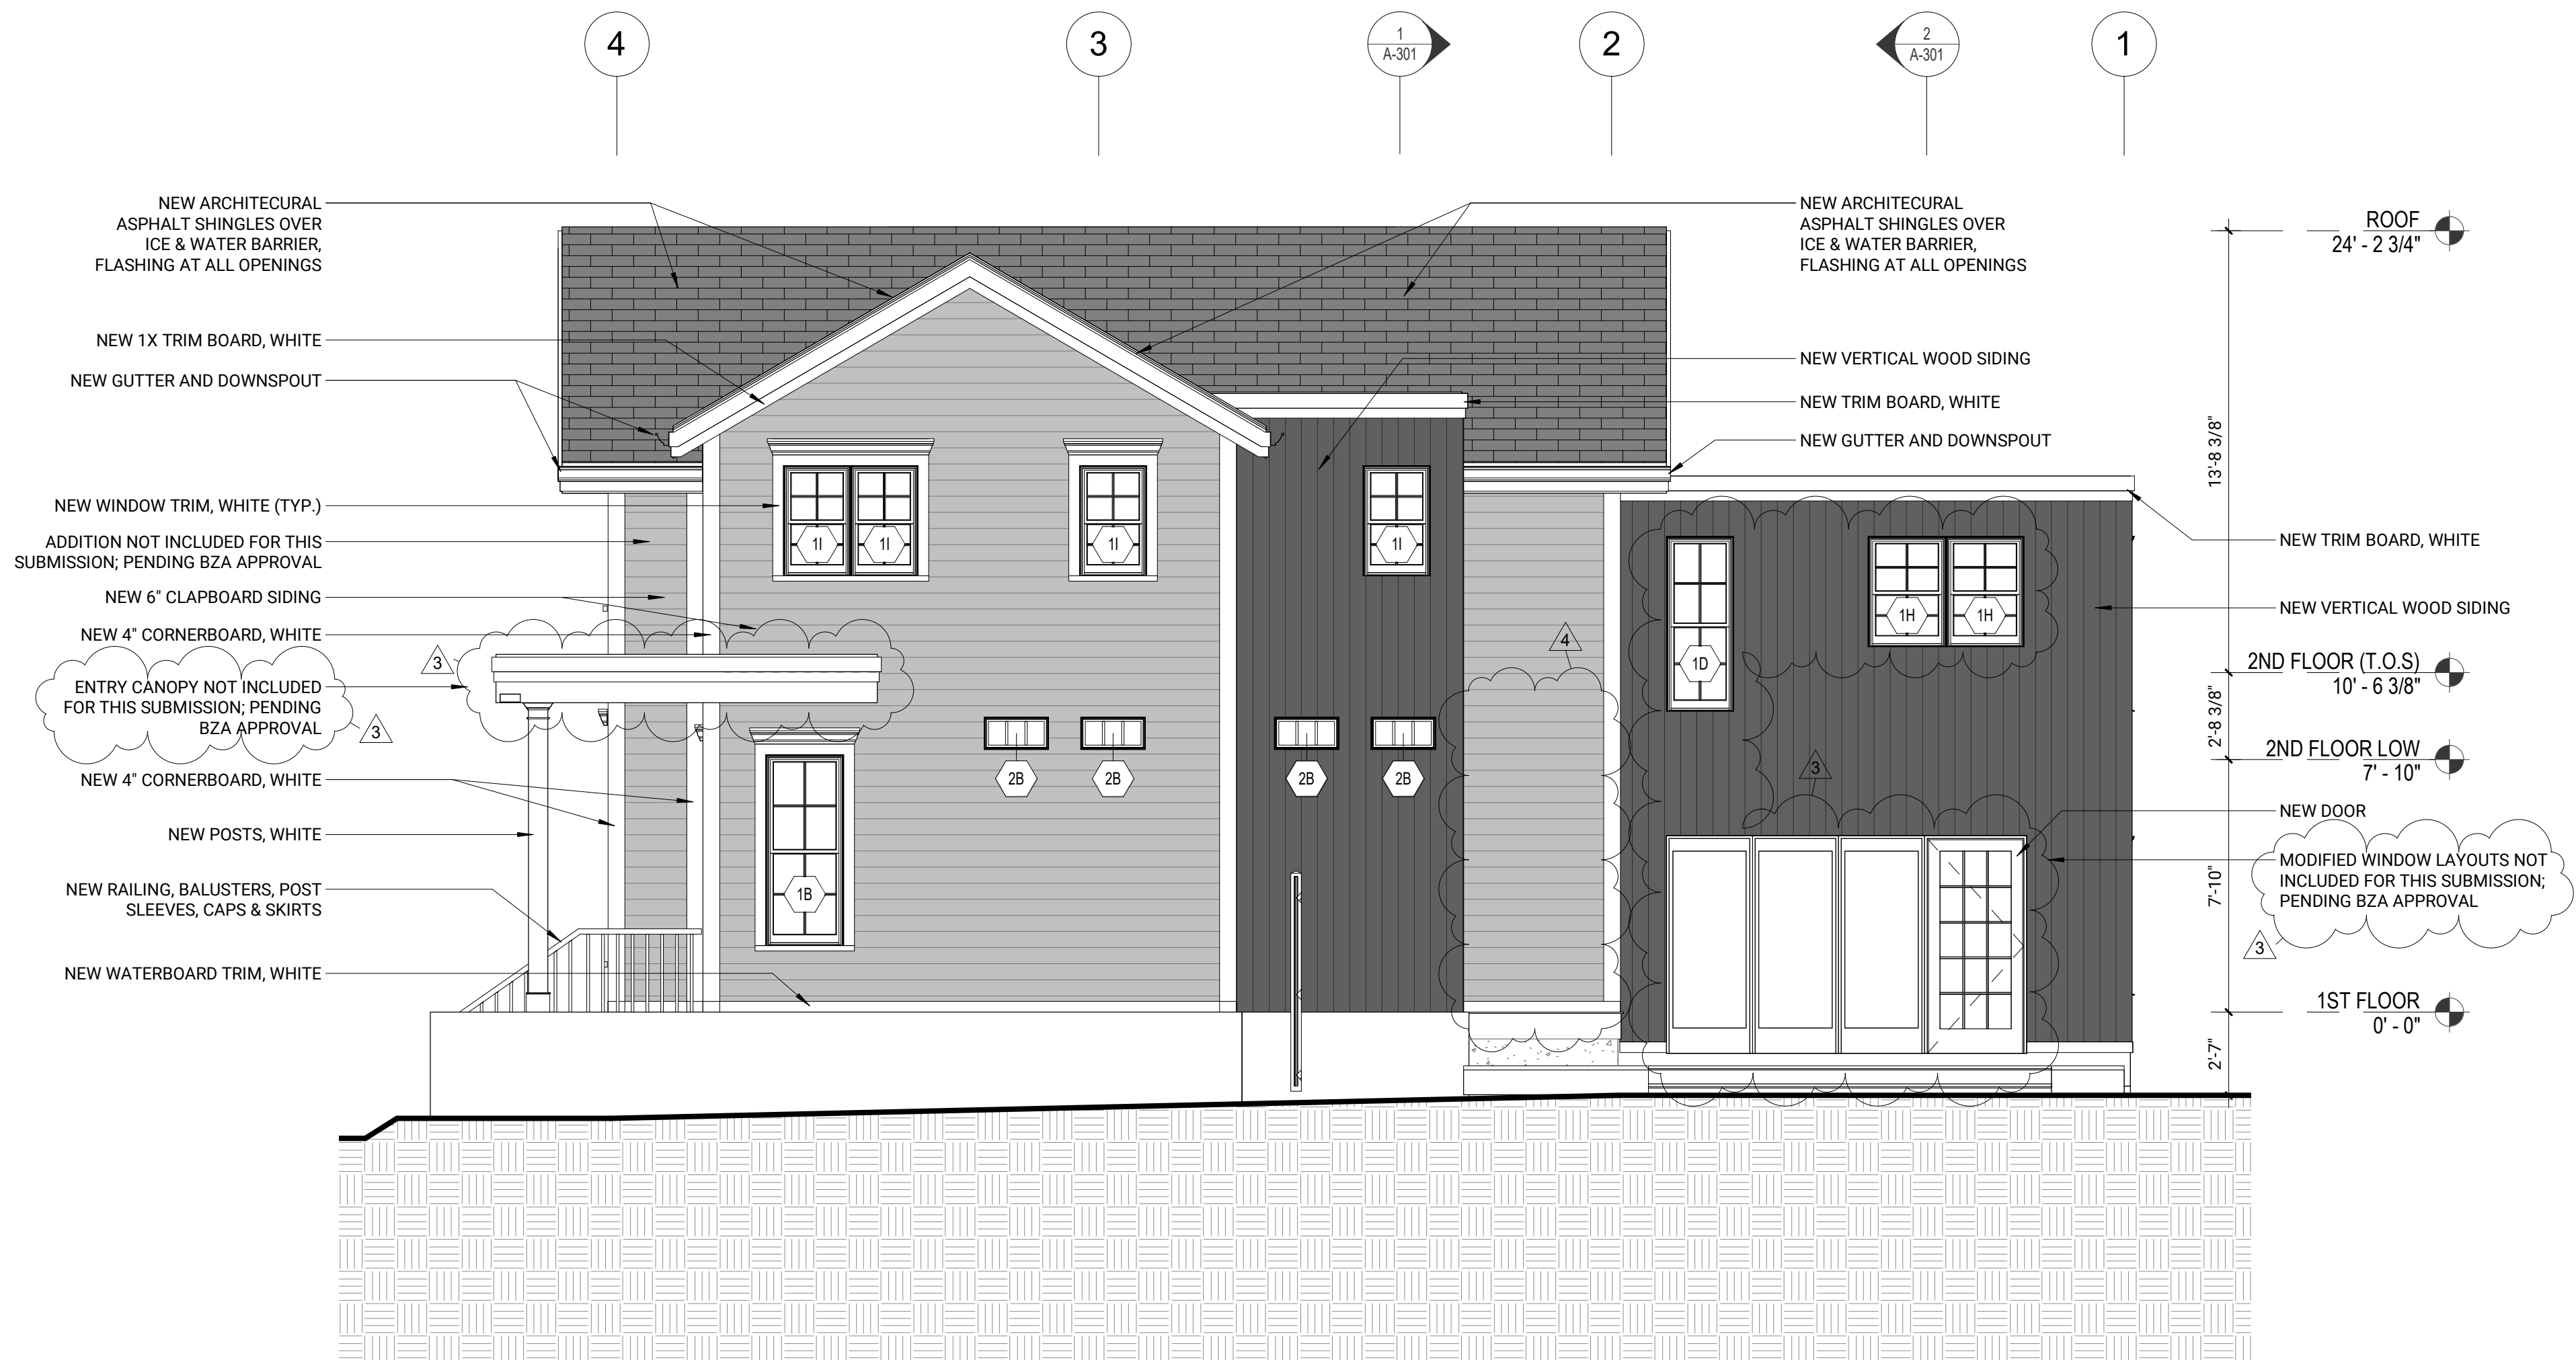 4
3
1
A-301
2
2
A-301
1
NEW ARCHITECURAL
ASPHALT SHINGLES OVER
ICE & WATER BARRIER,
FLASHING AT ALL OPENINGS
NEW 1X TRIM BOARD, WHITE
NEW GUTTER AND DOWNSPOUT
NEW WINDOW TRIM, WHITE (TYP.)
ADDITION NOT INCLUDED FOR THIS
SUBMISSION; PENDING BZA APPROVAL
NEW 6" CLAPBOARD SIDING
NEW 4" CORNERBOARD, WHITE
3
ENTRY CANOPY NOT INCLUDED
FOR THIS SUBMISSION; PENDING
BZA APPROVAL
3
NEW 4" CORNERBOARD, WHITE
NEW POSTS, WHITE
NEW RAILING, BALUSTERS, POST
SLEEVES, CAPS & SKIRTS
NEW WATERBOARD TRIM, WHITE
1I
1I
1I
1I
1H
1H
1D
4
2B
2B
2B
2B
3
1B
NEW ARCHITECURAL
ASPHALT SHINGLES OVER
ICE & WATER BARRIER,
FLASHING AT ALL OPENINGS
NEW VERTICAL WOOD SIDING
NEW TRIM BOARD, WHITE
NEW GUTTER AND DOWNSPOUT
ROOF
24' - 2 3/4"
13'-8 3/8"
NEW TRIM BOARD, WHITE
NEW VERTICAL WOOD SIDING
2ND FLOOR (T.O.S)
10' - 6 3/8"
2'-8 3/8"
2ND FLOOR LOW
7' - 10"
NEW DOOR
MODIFIED WINDOW LAYOUTS NOT
INCLUDED FOR THIS SUBMISSION;
PENDING BZA APPROVAL
3
7'-10"
1ST FLOOR
0' - 0"
2'-7"